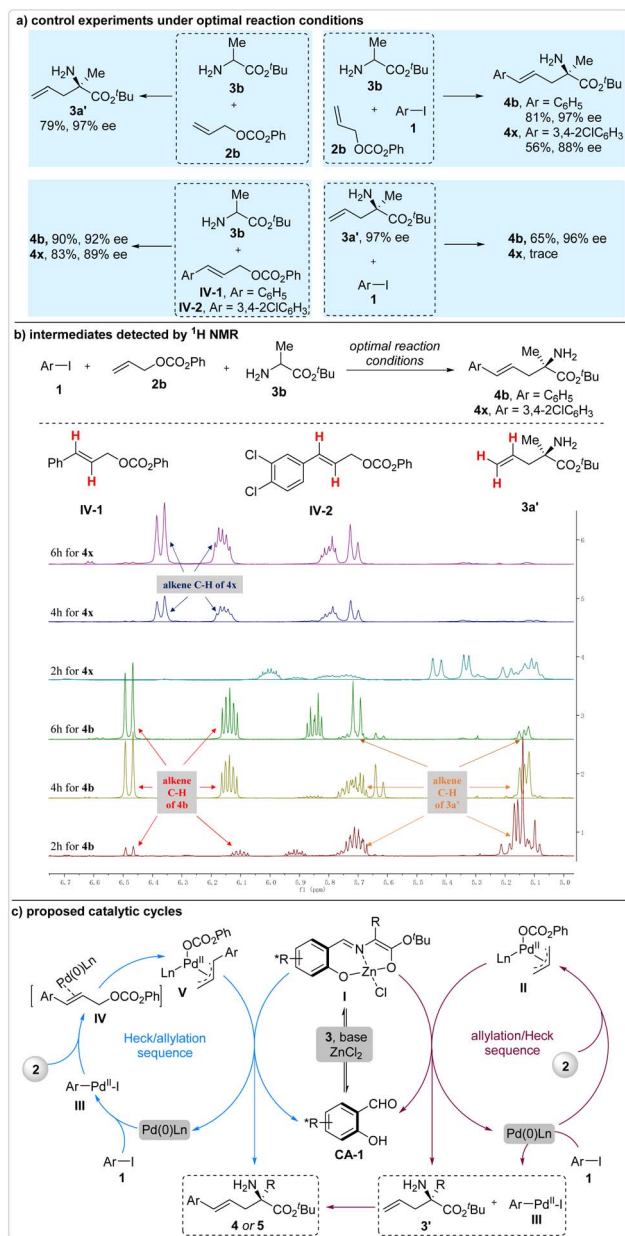 a) control experiments under optimal reaction conditions
H₂N Me
CO₂ᵗBu
3a'
79%, 97% ee
Me
H₂N CO₂ᵗBu
3b
+
OCO₂Ph
2b
Me
H₂N CO₂ᵗBu
3b
+ Ar–I
1
2b OCO₂Ph
H₂N Me
Ar CO₂ᵗBu
4b, Ar = C₆H₅
81%, 97% ee
4x, Ar = 3,4-2ClC₆H₃
56%, 88% ee
4b, 90%, 92% ee
4x, 83%, 89% ee
Me
H₂N CO₂ᵗBu
3b
+
Ar OCO₂Ph
IV-1, Ar = C₆H₅
IV-2, Ar = 3,4-2ClC₆H₃
H₂N Me
CO₂ᵗBu
3a', 97% ee
+
Ar–I
1
4b, 65%, 96% ee
4x, trace
b) intermediates detected by ¹H NMR
Ar–I
1
+
OCO₂Ph
2b
+
Me
H₂N CO₂ᵗBu
3b
optimal reaction
conditions
Me NH₂
Ar CO₂ᵗBu
4b, Ar = C₆H₅
4x, Ar = 3,4-2ClC₆H₃
H
Ph OCO₂Ph
H
IV-1
Cl H
OCO₂Ph
Cl H
IV-2
H Me NH₂
H CO₂ᵗBu
H
3a'
6h for 4x
6
alkene C-H of 4x
4h for 4x
5
2h for 4x
4
6h for 4b
3
alkene
C-H
of 4b
alkene
C-H
of 3a'
4h for 4b
2
2h for 4b
1
6.7 6.6 6.5 6.4 6.3 6.2 6.1 6.0 5.9 5.8 5.7 5.6 5.5 5.4 5.3 5.2 5.1 5.0
f1 (ppm)
c) proposed catalytic cycles
Pd(0)Ln
Ar OCO₂Ph
IV
OCO₂Ph
Ln Pdᴵᴵ Ar
V
*R N R OᵗBu
O Zn O
Cl
I
OCO₂Ph
Ln Pdᴵᴵ
II
2
Heck/allylation
sequence
3, base
ZnCl₂
allylation/Heck
sequence
2
Ar–Pdᴵᴵ-I
III
Pd(0)Ln
Ar–I
1
*R CHO
OH
CA-1
Pd(0)Ln
Ar–I
1
H₂N R
Ar CO₂ᵗBu
4 or 5
H₂N R
CO₂ᵗBu
3'
+ Ar–Pdᴵᴵ-I
III